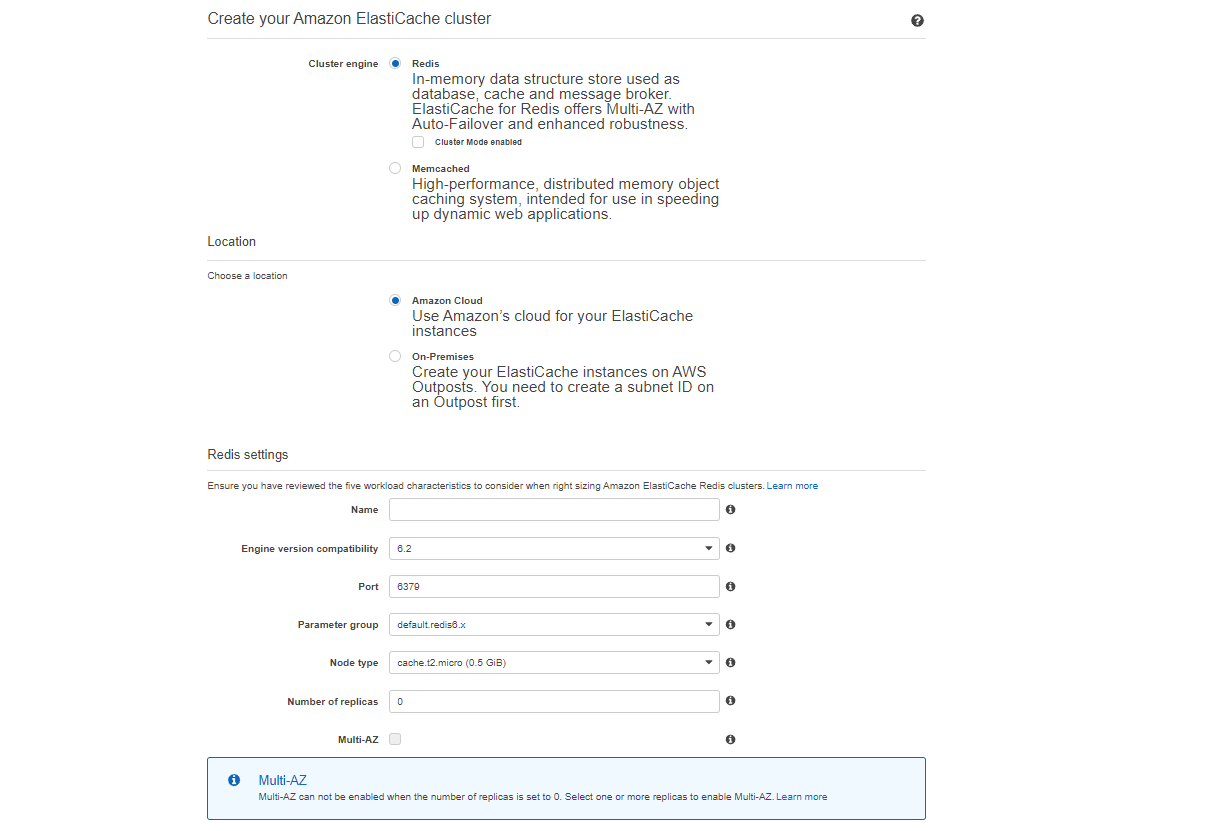 Create your Amazon ElastiCache cluster
Cluster engine
Redis
In-memory data structure store used as
database, cache and message broker.
ElastiCache for Redis offers Multi-AZ with
Auto-Failover and enhanced robustness.
Cluster Mode enabled
Memcached
High-performance, distributed memory object
caching system, intended for use in speeding
up dynamic web applications.
Location
Choose a location
Amazon Cloud
Use Amazon’s cloud for your ElastiCache
instances
On-Premises
Create your ElastiCache instances on AWS
Outposts. You need to create a subnet ID on
an Outpost first.
Redis settings
Ensure you have reviewed the five workload characteristics to consider when right sizing Amazon ElastiCache Redis clusters. Learn more
Name
Engine version compatibility 6.2
Port 6379
Parameter group default.redis6.x
Node type cache.t2.micro (0.5 GiB)
Number of replicas 0
Multi-AZ
Multi-AZ
Multi-AZ can not be enabled when the number of replicas is set to 0. Select one or more replicas to enable Multi-AZ. Learn more